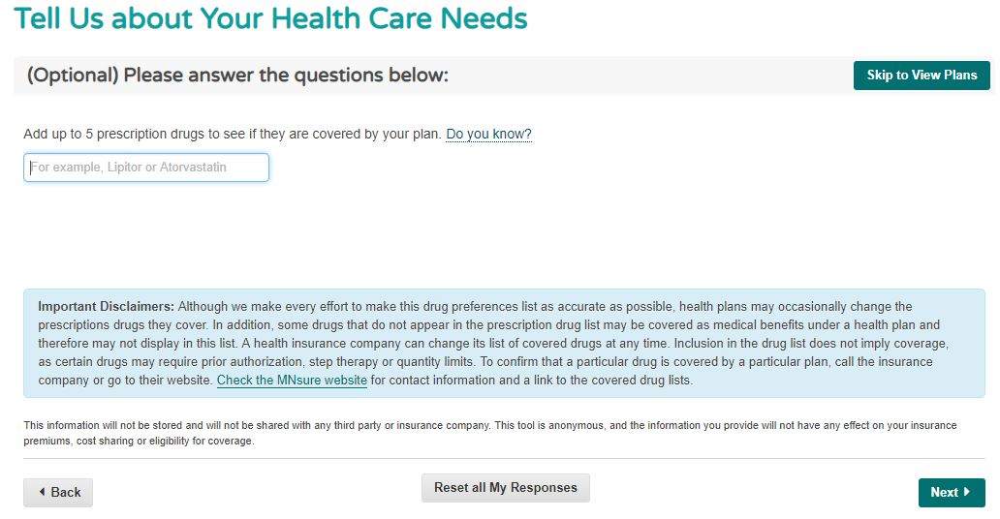 Tell Us about Your Health Care Needs
(Optional) Please answer the questions below:
Skip to View Plans
Add up to 5 prescription drugs to see if they are covered by your plan. Do you know?
For example, Lipitor or Atorvastatin
Important Disclaimers: Although we make every effort to make this drug preferences list as accurate as possible, health plans may occasionally change the
prescriptions drugs they cover. In addition, some drugs that do not appear in the prescription drug list may be covered as medical benefits under a health plan and
therefore may not display in this list. A health insurance company can change its list of covered drugs at any time. Inclusion in the drug list does not imply coverage,
as certain drugs may require prior authorization, step therapy or quantity limits. To confirm that a particular drug is covered by a particular plan, call the insurance
company or go to their website. Check the MNsure website for contact information and a link to the covered drug lists.
This information will not be stored and will not be shared with any third party or insurance company. This tool is anonymous, and the information you provide will not have any effect on your insurance
premiums, cost sharing or eligibility for coverage.
Back
Reset all My Responses
Next